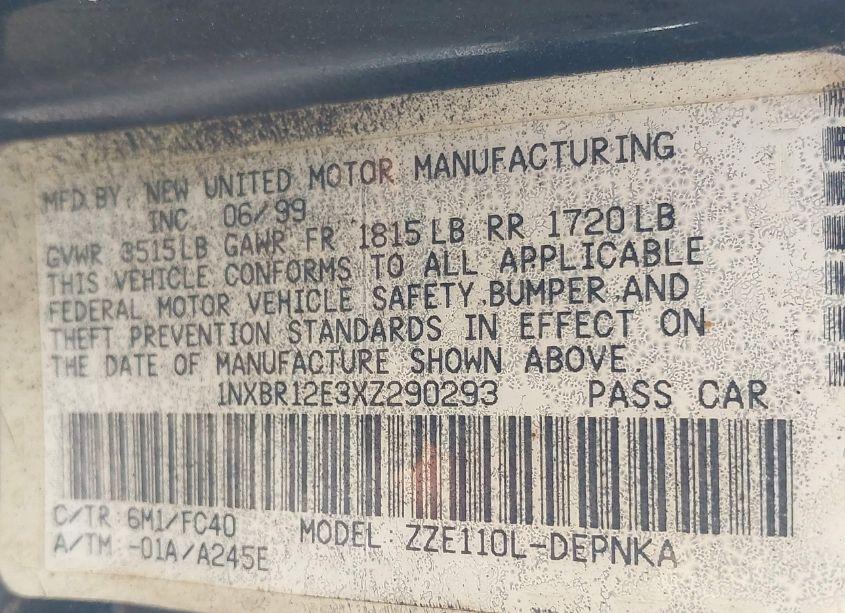 MFD.BY: NEW UNITED MOTOR MANUFACTURING
INC. 06/99
GVWR 3515LB GAWR FR 1815LB RR 1720LB
THIS VEHICLE CONFORMS TO ALL APPLICABLE
FEDERAL MOTOR VEHICLE SAFETY,BUMPER,AND
THEFT PREVENTION STANDARDS IN EFFECT ON
THE DATE OF MANUFACTURE SHOWN ABOVE.
1NXBR12E3XZ290293 PASS CAR
C/TR 6M1/FC40 MODEL: ZZE110L-DEPNKA
A/TM -01A/A245E